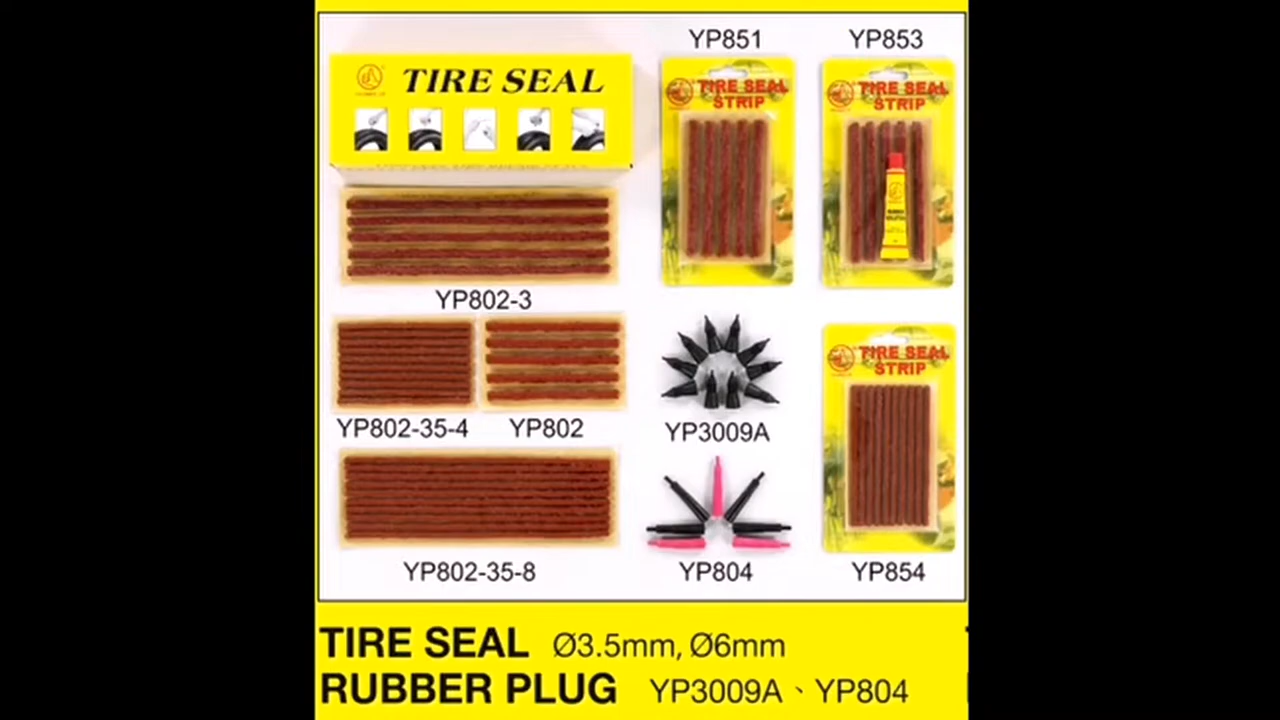 YP851
YP853
TIRE SEAL
TIRE SEAL
STRIP
TIRE SEAL
STRIP
YP802-3
YP802-35-4
YP802
YP3009A
TIRE SEAL
STRIP
YP802-35-8
YP804
YP854
TIRE SEAL Ø3.5mm, Ø6mm
RUBBER PLUG YP3009A、YP804